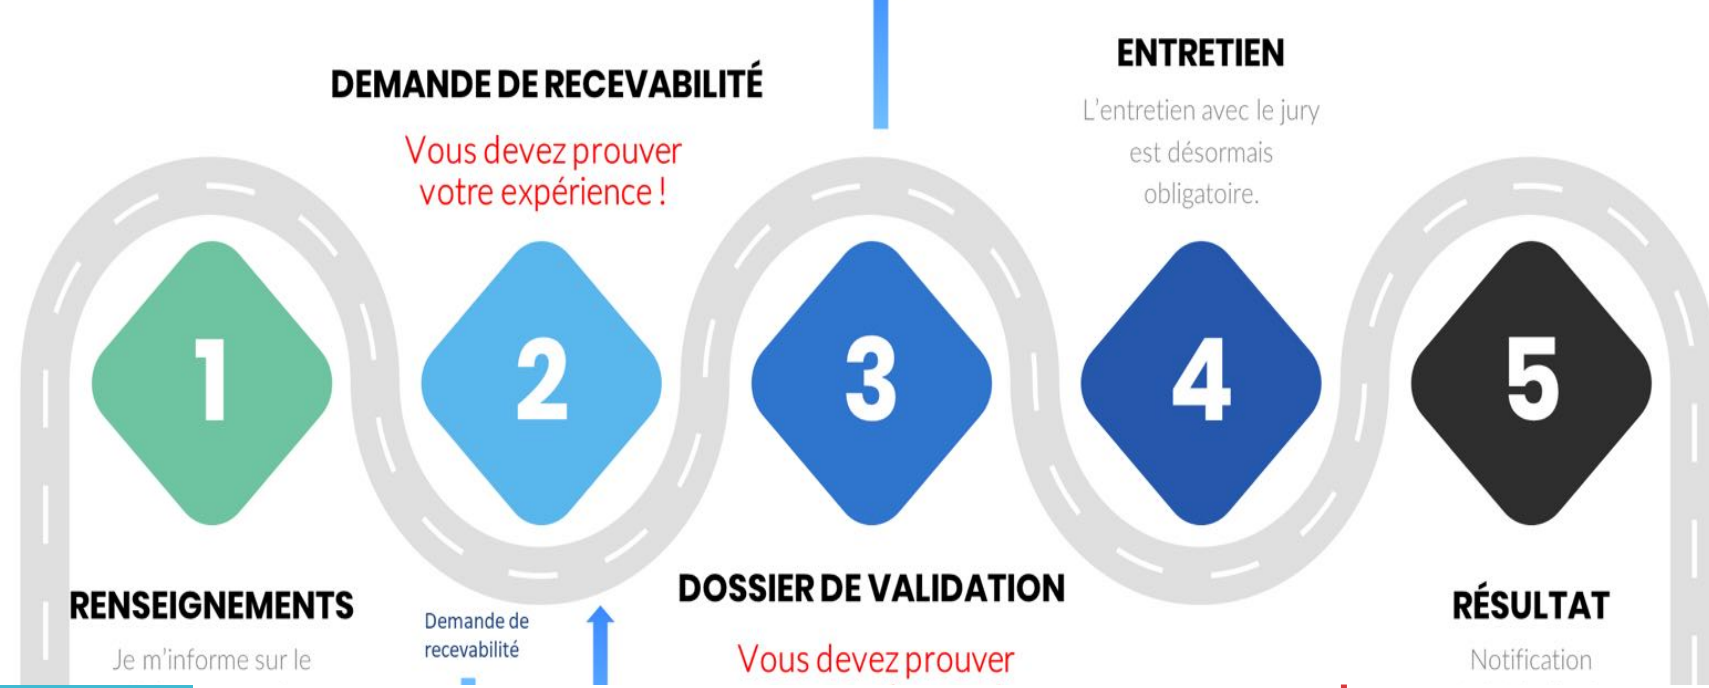 ENTRETIEN
L'entretien avec le jury
est désormais
obligatoire.
DEMANDE DE RECEVABILITÉ
Vous devez prouver
votre expérience !
1
2
3
4
5
RENSEIGNEMENTS
Je m'informe sur le
Demande de
recevabilité
DOSSIER DE VALIDATION
Vous devez prouver
RÉSULTAT
Notification